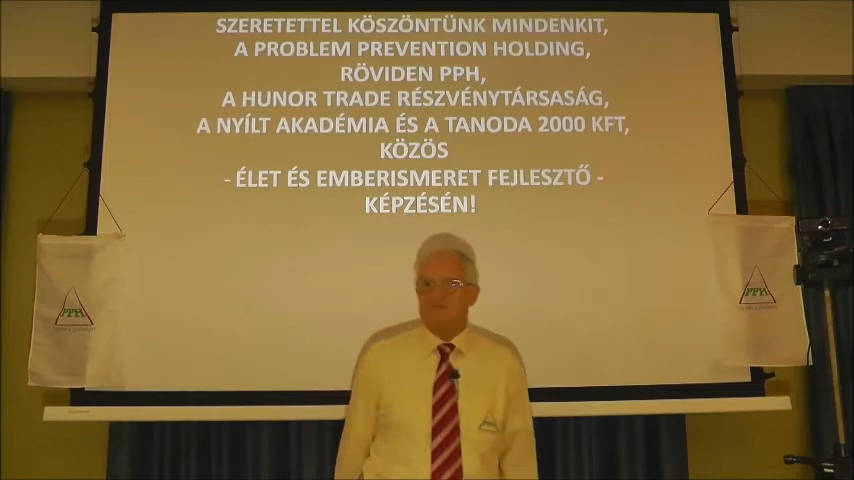 SZERETETTEL KÖSZÖNTÜNK MINDENKIT,
A PROBLEM PREVENTION HOLDING,
RÖVIDEN PPH,
A HUNOR TRADE RÉSZVÉNYTÁRSASÁG,
A NYÍLT AKADÉMIA ÉS A TANODA 2000 KFT,
KÖZÖS
- ÉLET ÉS EMBERISMERET FEJLESZTŐ -
KÉPZÉSEN!
PPH
PPH